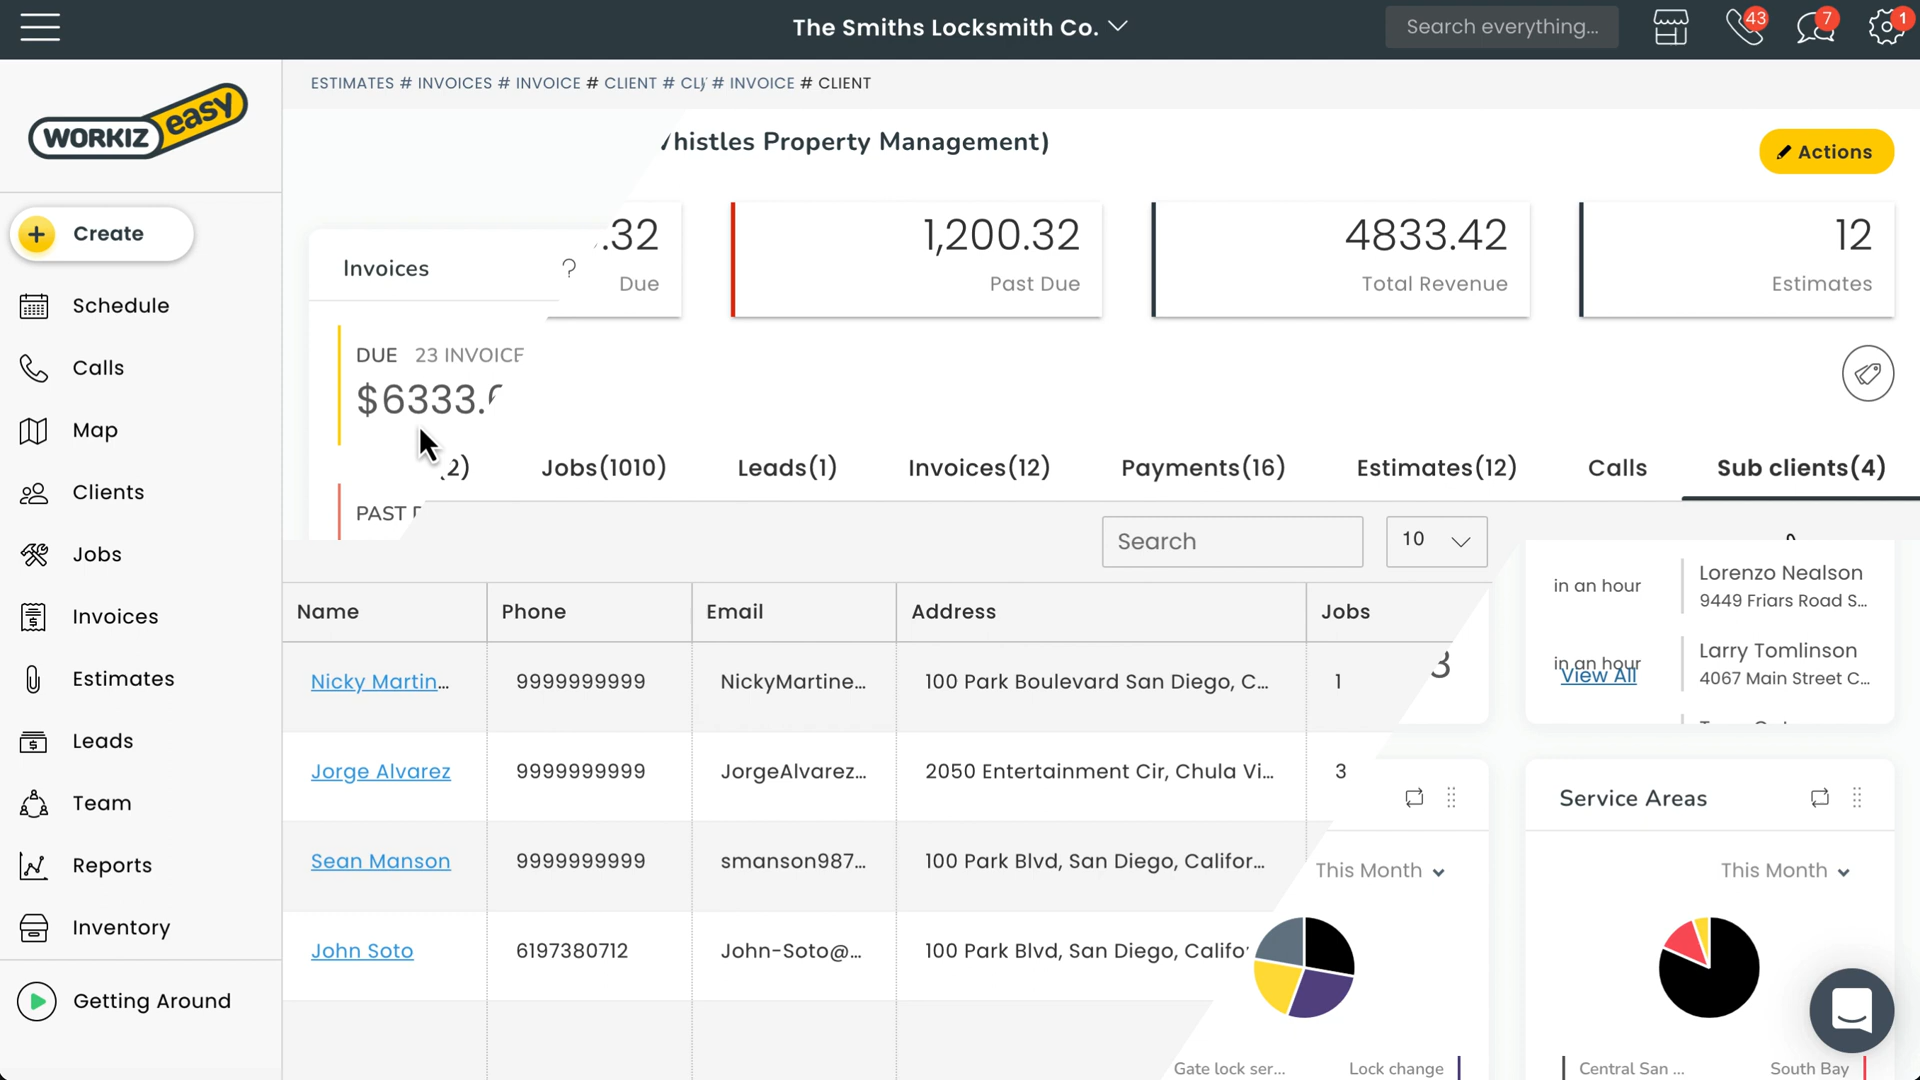 The Smiths Locksmith Co.
Search everything...
43
7
1
ESTIMATES # INVOICES # INVOICE # CLIENT # # INVOICE # CLIENT
WORKIZ easy
histles Property Management)
Actions
Create
.32
Due
1,200.32
Past Due
4833.42
Total Revenue
12
Estimates
Invoices
?
DUE 23 INVOICE
$6333.
PAST
Schedule
Calls
Map
Clients
Jobs
Invoices
Estimates
Leads
Team
Reports
Inventory
Getting Around
2)
Jobs(1010)
Leads(1)
Invoices(12)
Payments(16)
Estimates(12)
Calls
Sub clients(4)
Search
10
Name Phone Email Address Jobs
Nicky Martin... 9999999999 NickyMartine... 100 Park Boulevard San Diego, C... 1
Jorge Alvarez 9999999999 JorgeAlvarez... 2050 Entertainment Cir, Chula Vi... 3
Sean Manson 9999999999 smanson987... 100 Park Blvd, San Diego, Califor...
John Soto 6197380712 John-Soto@... 100 Park Blvd, San Diego, Califo
3
in an hour
Lorenzo Nealson
9449 Friars Road S...
in an hour
Larry Tomlinson
4067 Main Street C...
View All
This Month
Gate lock ser...
Lock change
Service Areas
This Month
Central San ...
South Bay